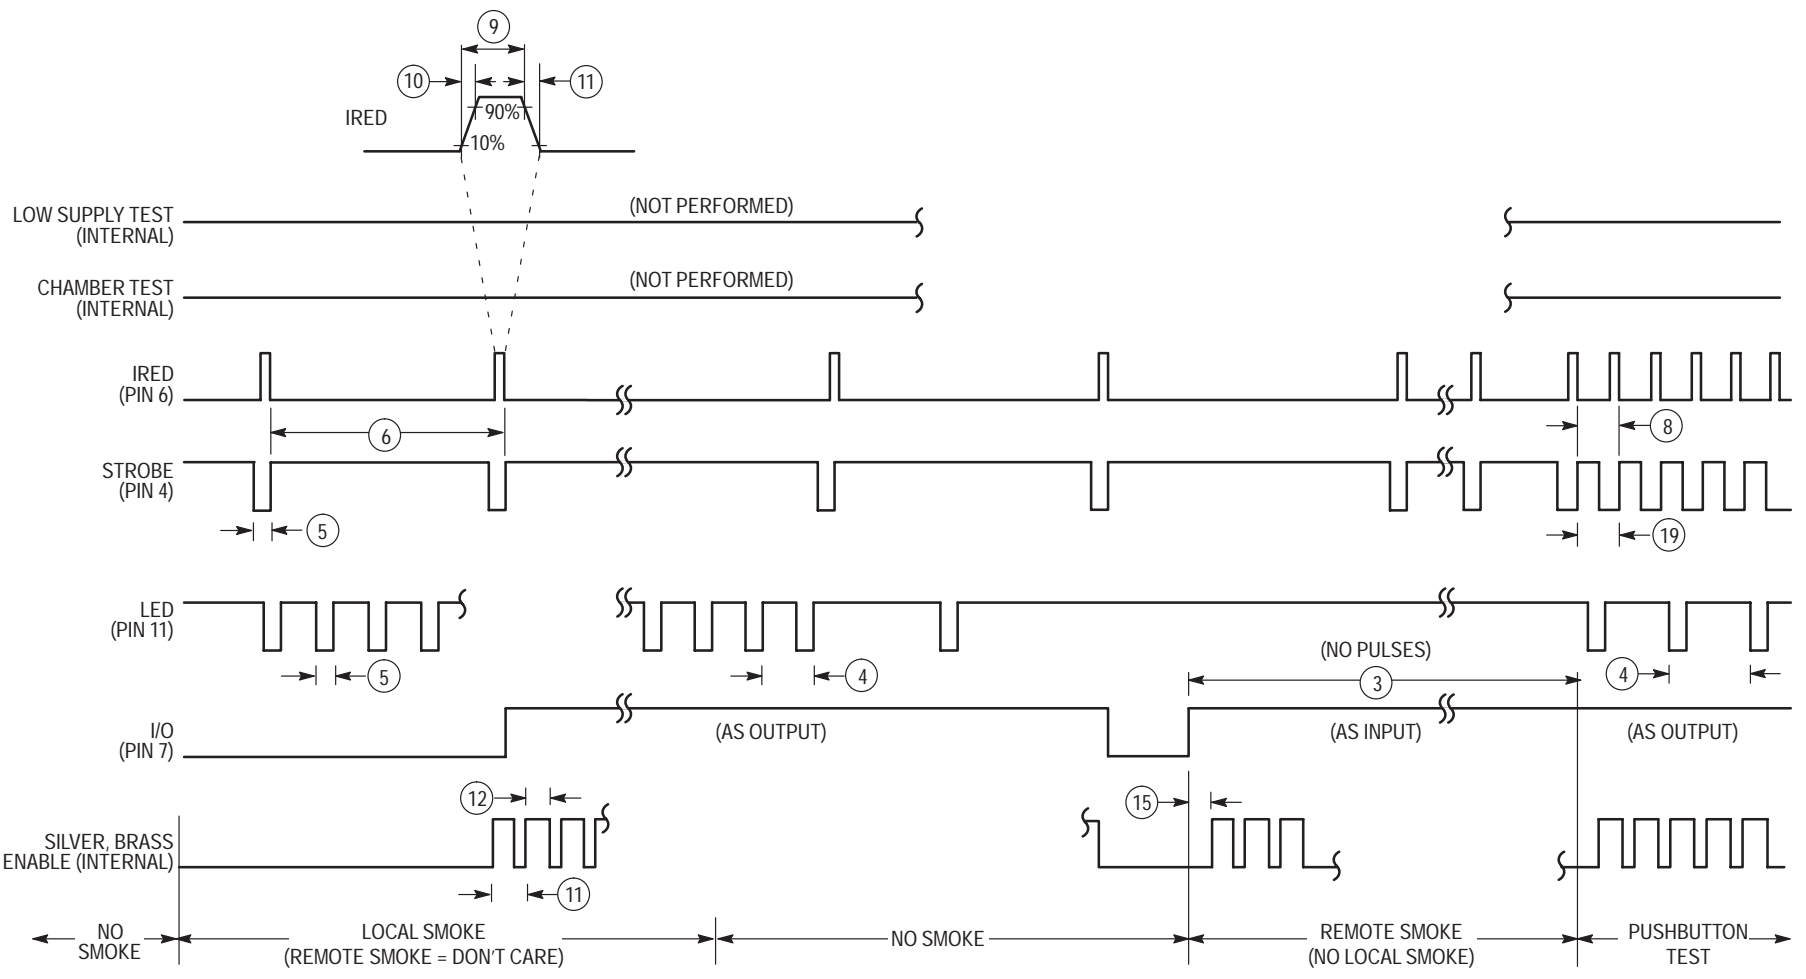 9
10
11
IRED
90%
10%
LOW SUPPLY TEST
(INTERNAL)
(NOT PERFORMED)
CHAMBER TEST
(INTERNAL)
(NOT PERFORMED)
IRED
(PIN 6)
6
8
STROBE
(PIN 4)
5
19
LED
(PIN 11)
5
4
(NO PULSES)
3
4
I/O
(PIN 7)
(AS OUTPUT)
(AS INPUT)
(AS OUTPUT)
12
15
SILVER, BRASS
ENABLE (INTERNAL)
11
NO
SMOKE
LOCAL SMOKE
(REMOTE SMOKE = DON'T CARE)
NO SMOKE
REMOTE SMOKE
(NO LOCAL SMOKE)
PUSHBUTTON
TEST